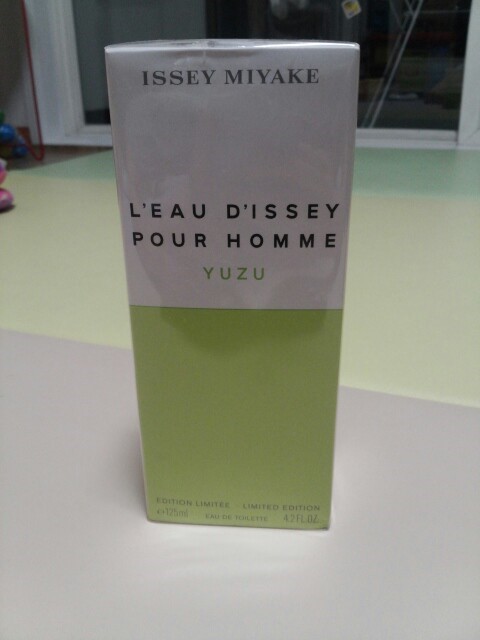 ISSEY MIYAKE
L'EAU D'ISSEY
POUR HOMME
YUZU
EDITION LIMITÉE - LIMITED EDITION
e 125ml EAU DE TOILETTE 4.2 FL.OZ.